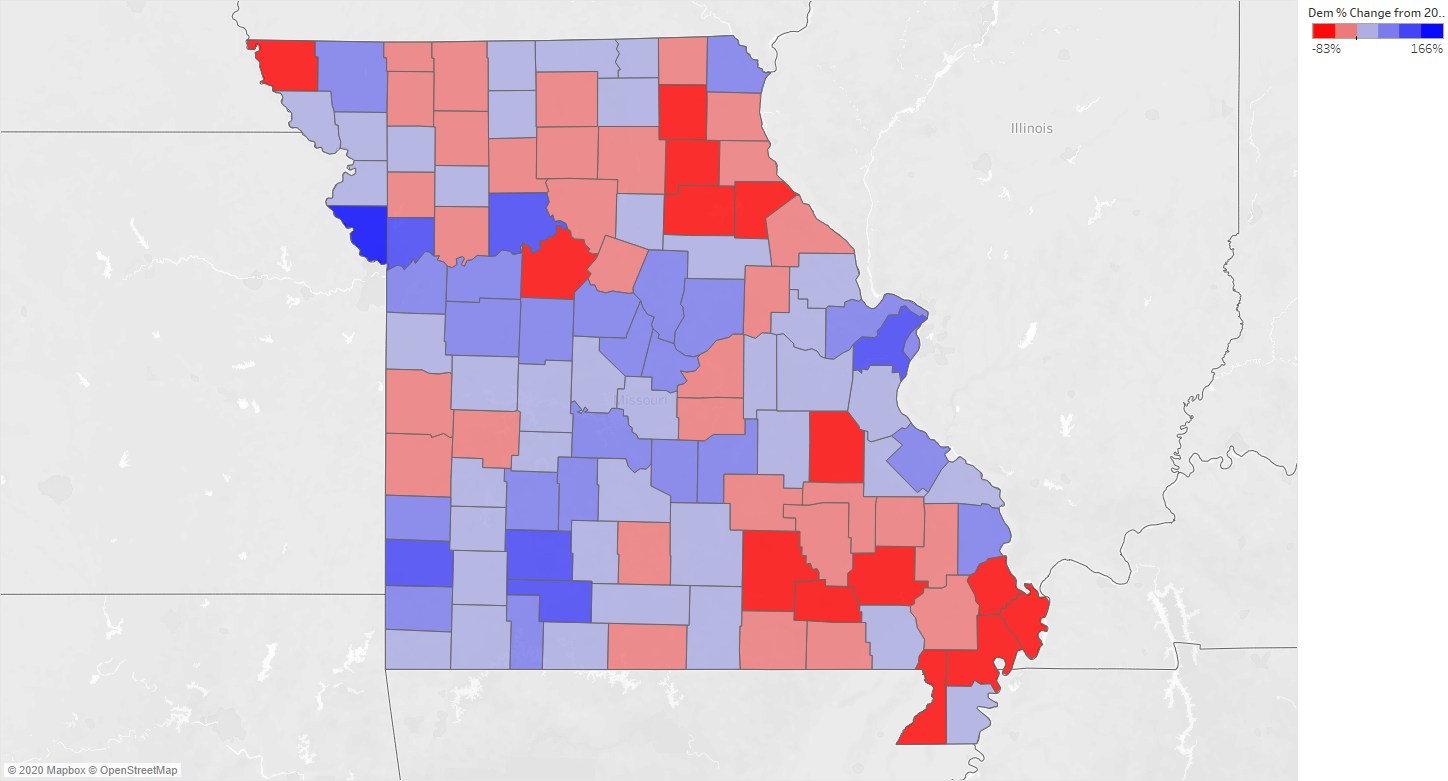 Dem % Change from 20..
-83% 166%
Illinois
Missouri
© 2020 Mapbox © OpenStreetMap